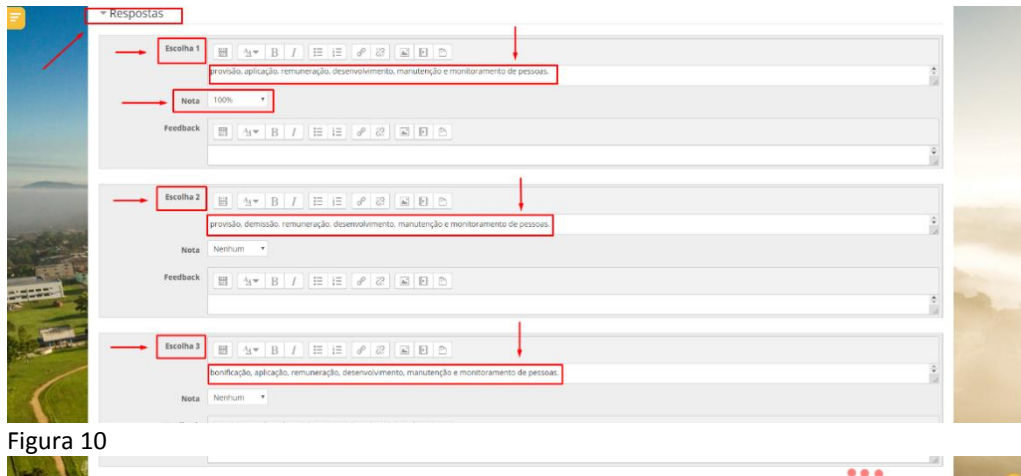 Respostas
Escolha 1
provisão, aplicação, remuneração, desenvolvimento, manutenção e monitoramento de pessoas.
Nota 100%
Feedback
Escolha 2
provisão, demissão, remuneração, desenvolvimento, manutenção e monitoramento de pessoas.
Nota Nenhum
Feedback
Escolha 3
bonificação, aplicação, remuneração, desenvolvimento, manutenção e monitoramento de pessoas.
Nota Nenhum
Figura 10